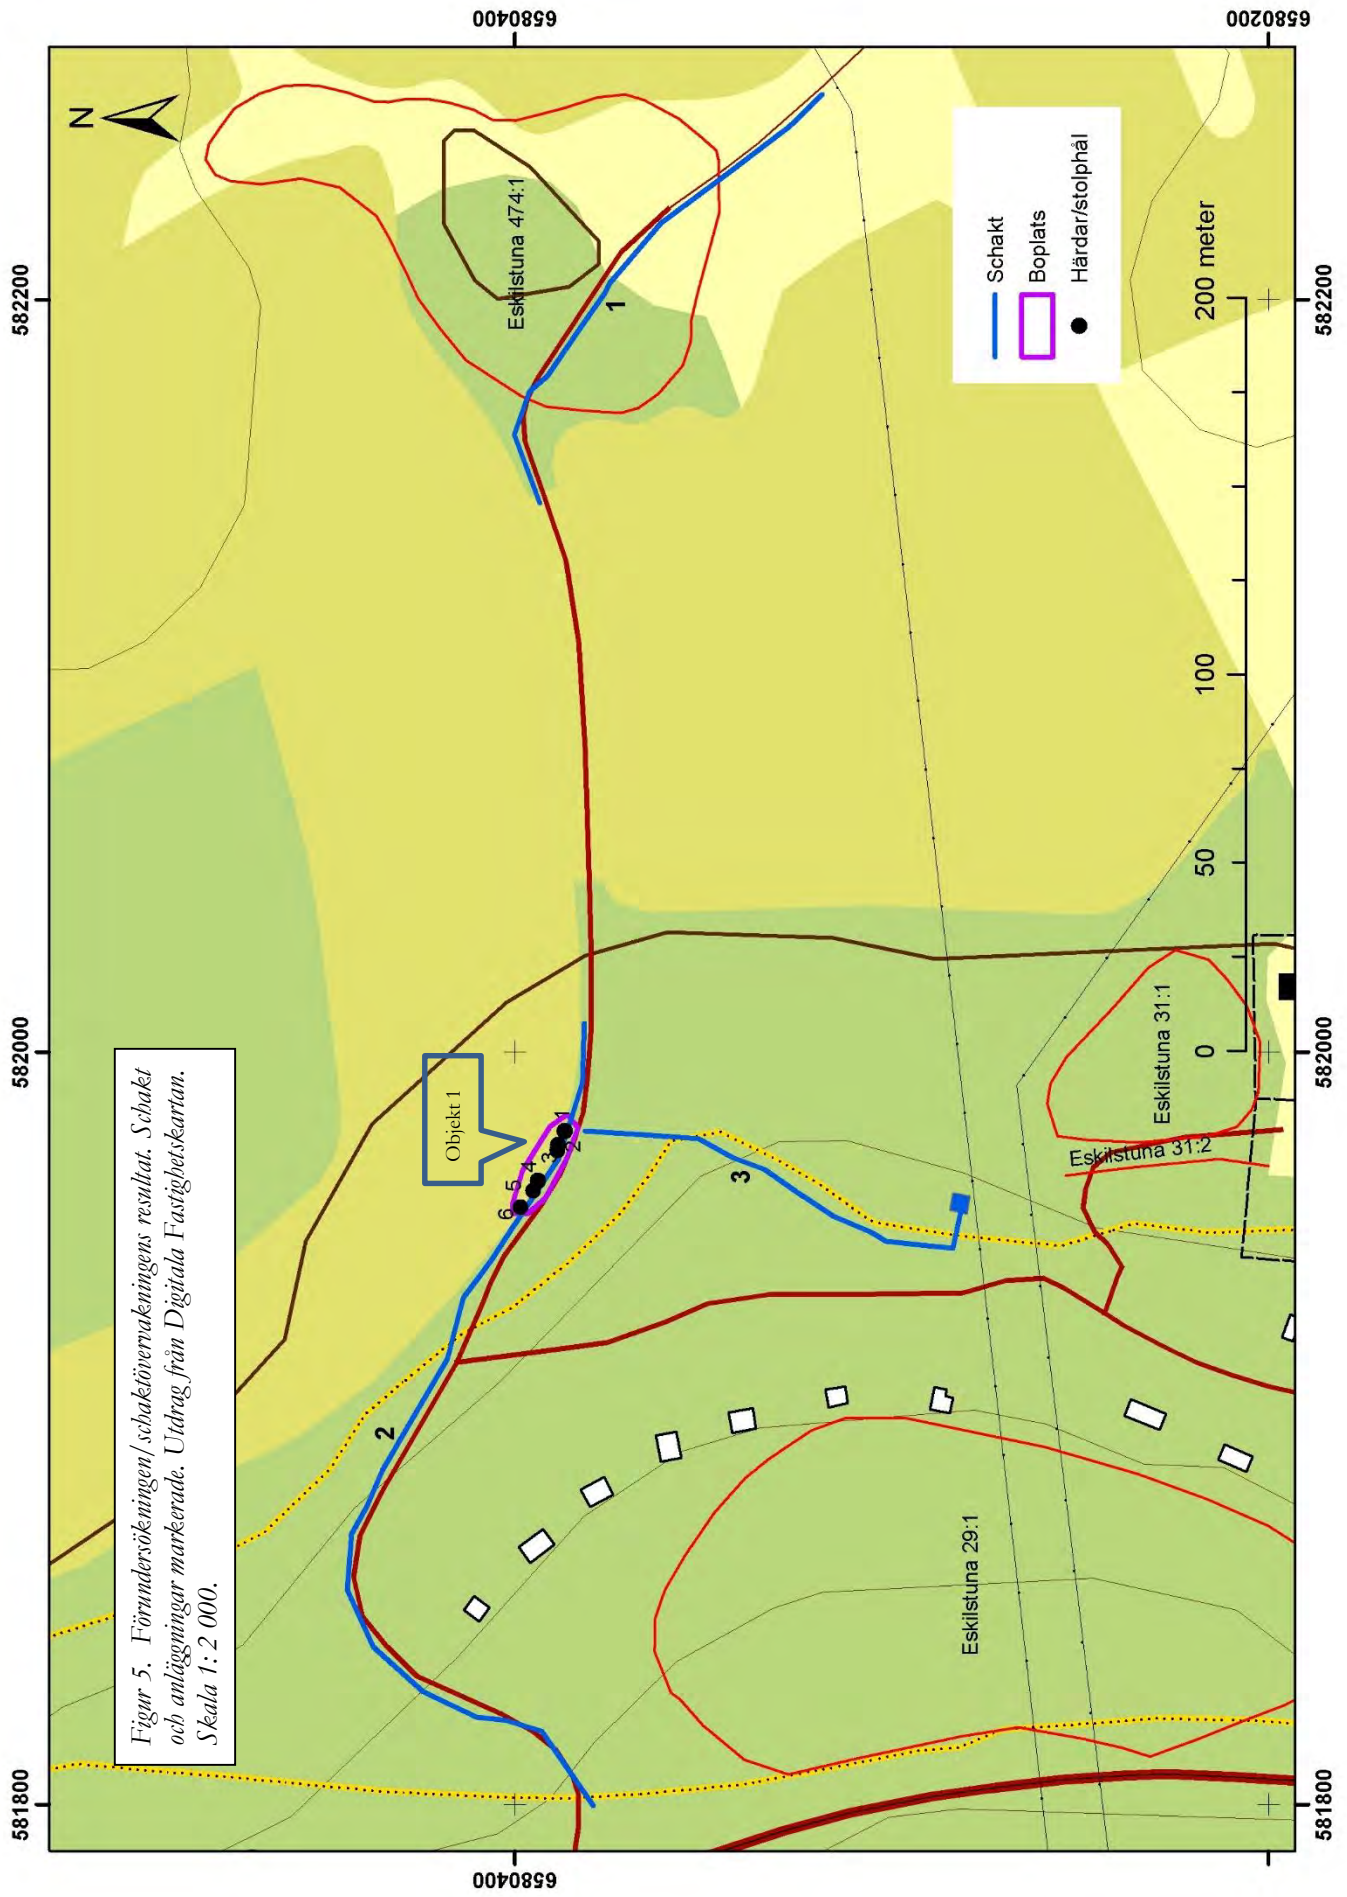 Figur 5. Förundersökningen/schaktövervakningens resultat. Schakt
och anläggningar markerade. Utdrag från Digitala Fastighetskartan.
Skala 1: 2 000.
581800
582000
582200
6580400
6580200
N
Objekt 1
6
5
4
3
2
1
2
3
1
Eskilstuna 474:1
Eskilstuna 29:1
Eskilstuna 31:1
Eskilstuna 31:2
Schakt
Boplats
Härdar/stolphål
0
50
100
200 meter
6580400
6580200
581800
582000
582200